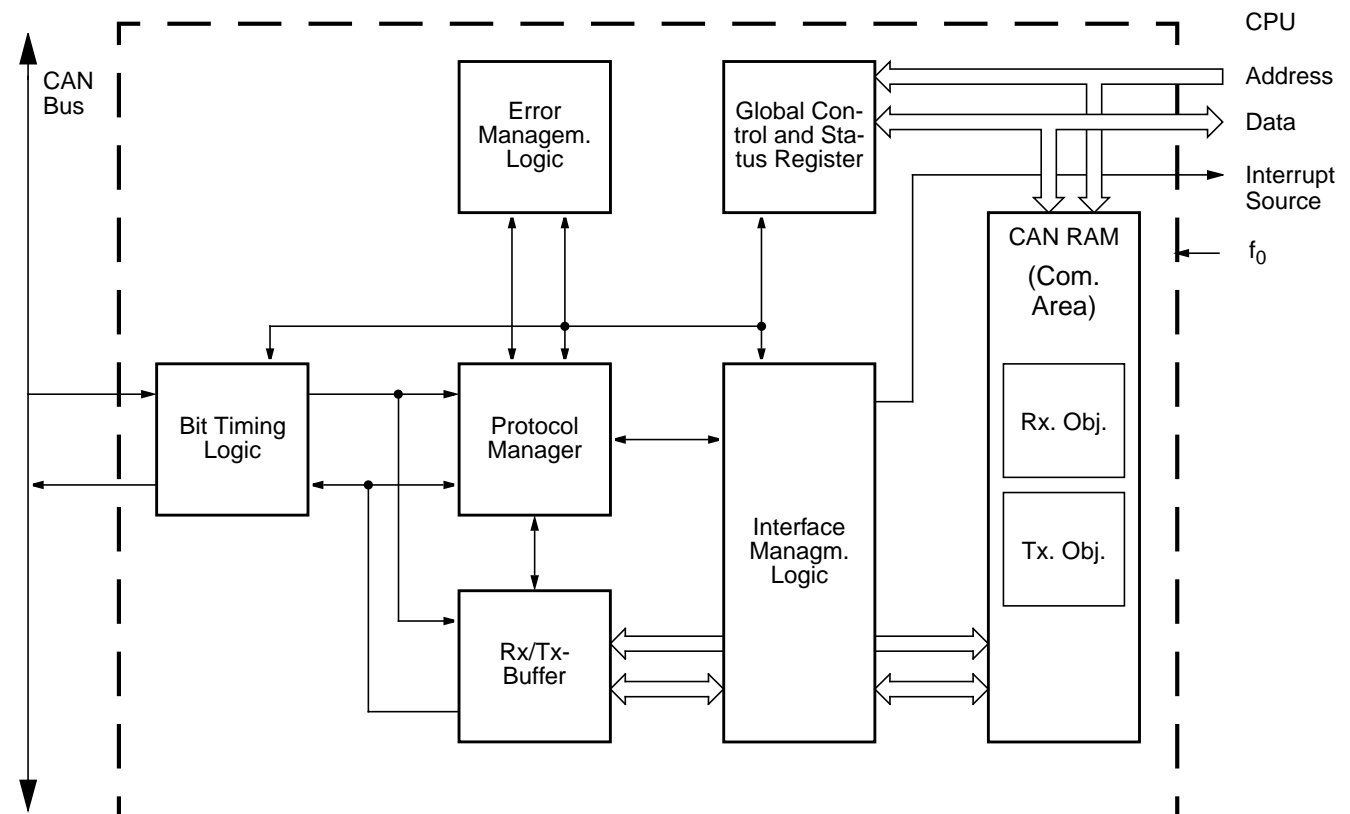 CPU
CAN
Bus
Address
Data
Interrupt
Source
f0
Error
Managem.
Logic
Global Con-
trol and Sta-
tus Register
CAN RAM
(Com.
Area)
Rx. Obj.
Tx. Obj.
Bit Timing
Logic
Protocol
Manager
Interface
Managm.
Logic
Rx/Tx-
Buffer